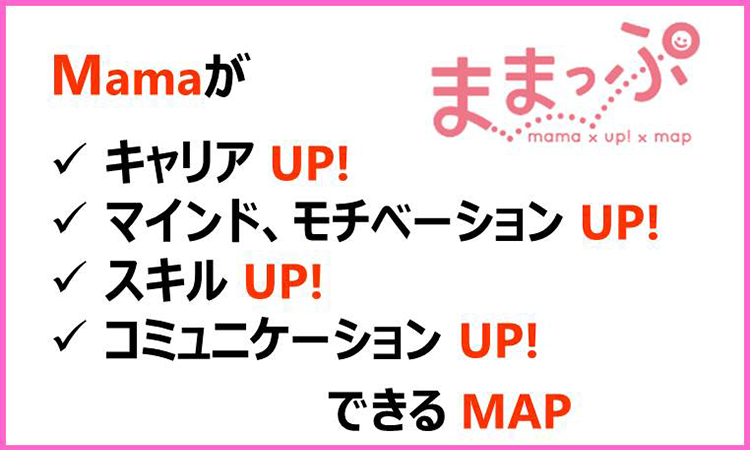 Mamaが
ままっぷ
mama x up! x map
✓ キャリア UP!
✓ マインド、モチベーション UP!
✓ スキル UP!
✓ コミュニケーション UP!
できる MAP